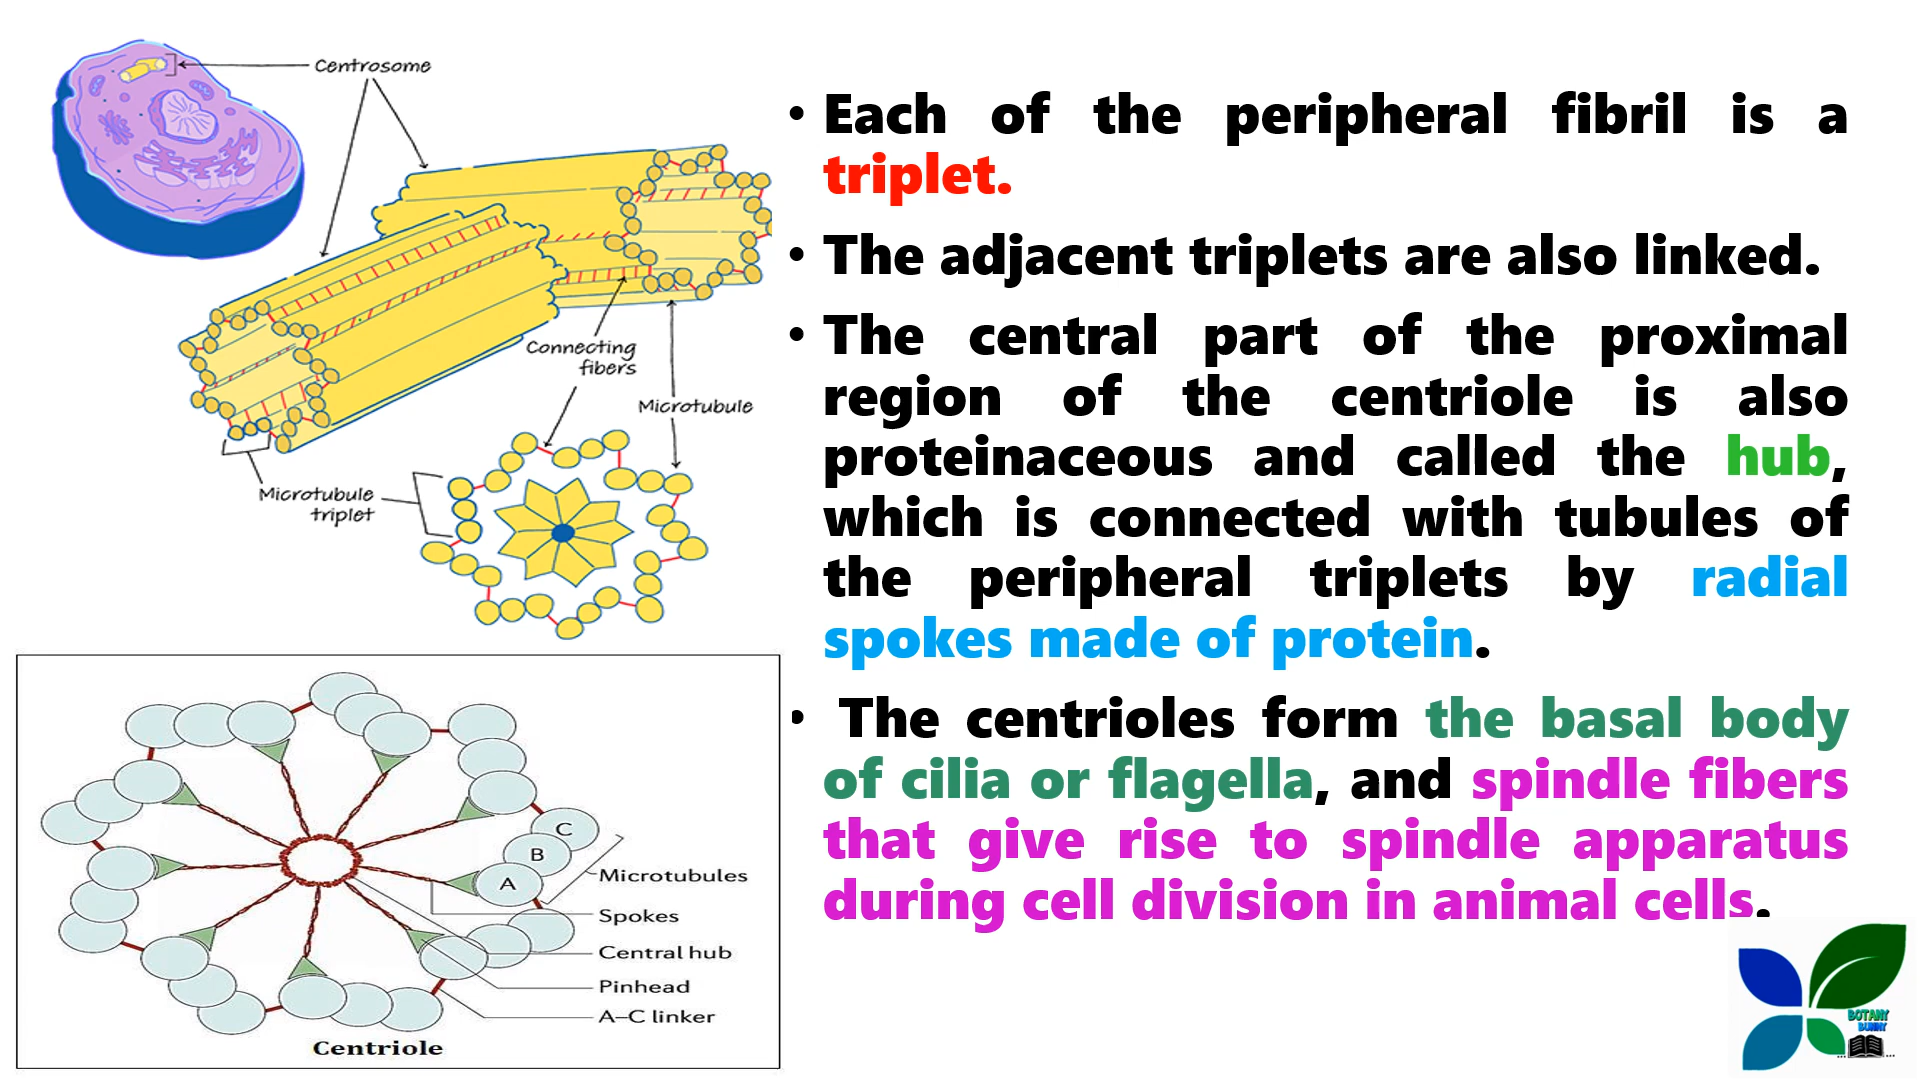 Centrosome
Connecting
fibers
Microtubule
Microtubule
triplet
C
B
A
Microtubules
Spokes
Central hub
Pinhead
A–C linker
Centriole
• Each of the peripheral fibril is a
triplet.
• The adjacent triplets are also linked.
• The central part of the proximal
region of the centriole is also
proteinaceous and called the hub,
which is connected with tubules of
the peripheral triplets by radial
spokes made of protein.
• The centrioles form the basal body
of cilia or flagella, and spindle fibers
that give rise to spindle apparatus
during cell division in animal cells.
BOTANY
BUNNY